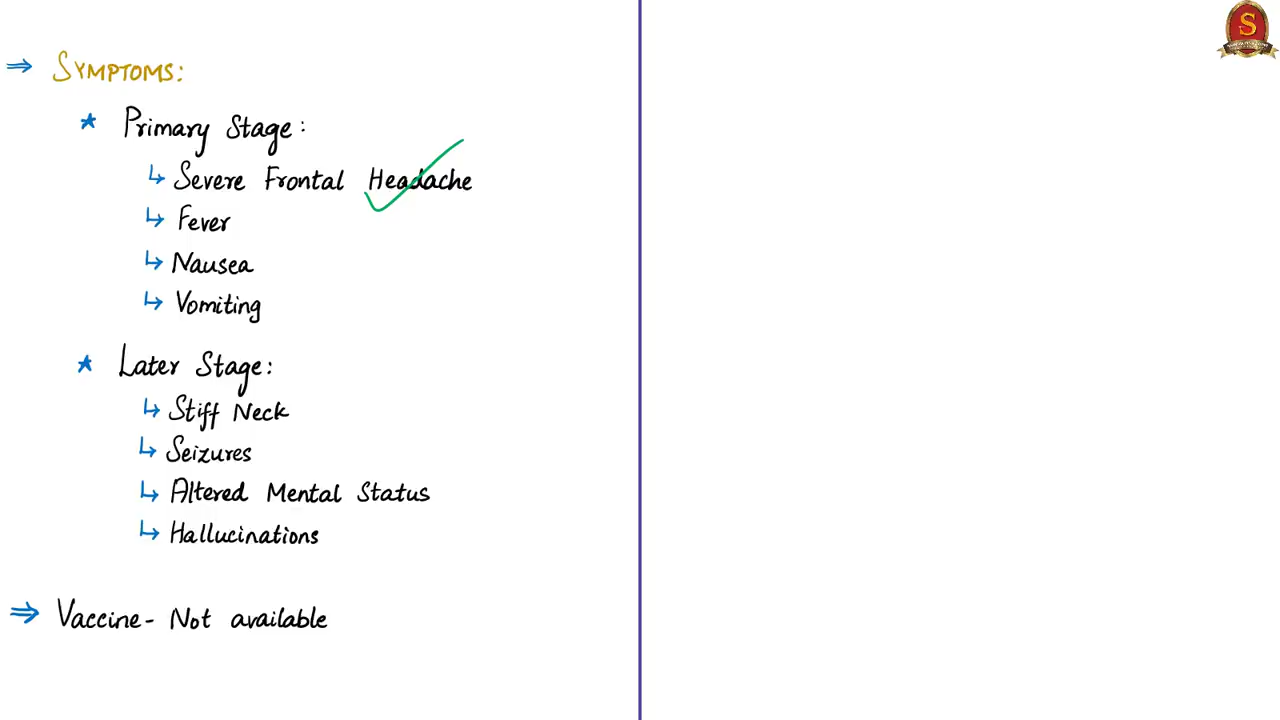 ⇒ SYMPTOMS:
★ Primary Stage:
↳ Severe Frontal Headache
↳ Fever
↳ Nausea
↳ Vomiting
★ Later Stage:
↳ Stiff Neck
↳ Seizures
↳ Altered Mental Status
↳ Hallucinations
⇒ Vaccine - Not available
S